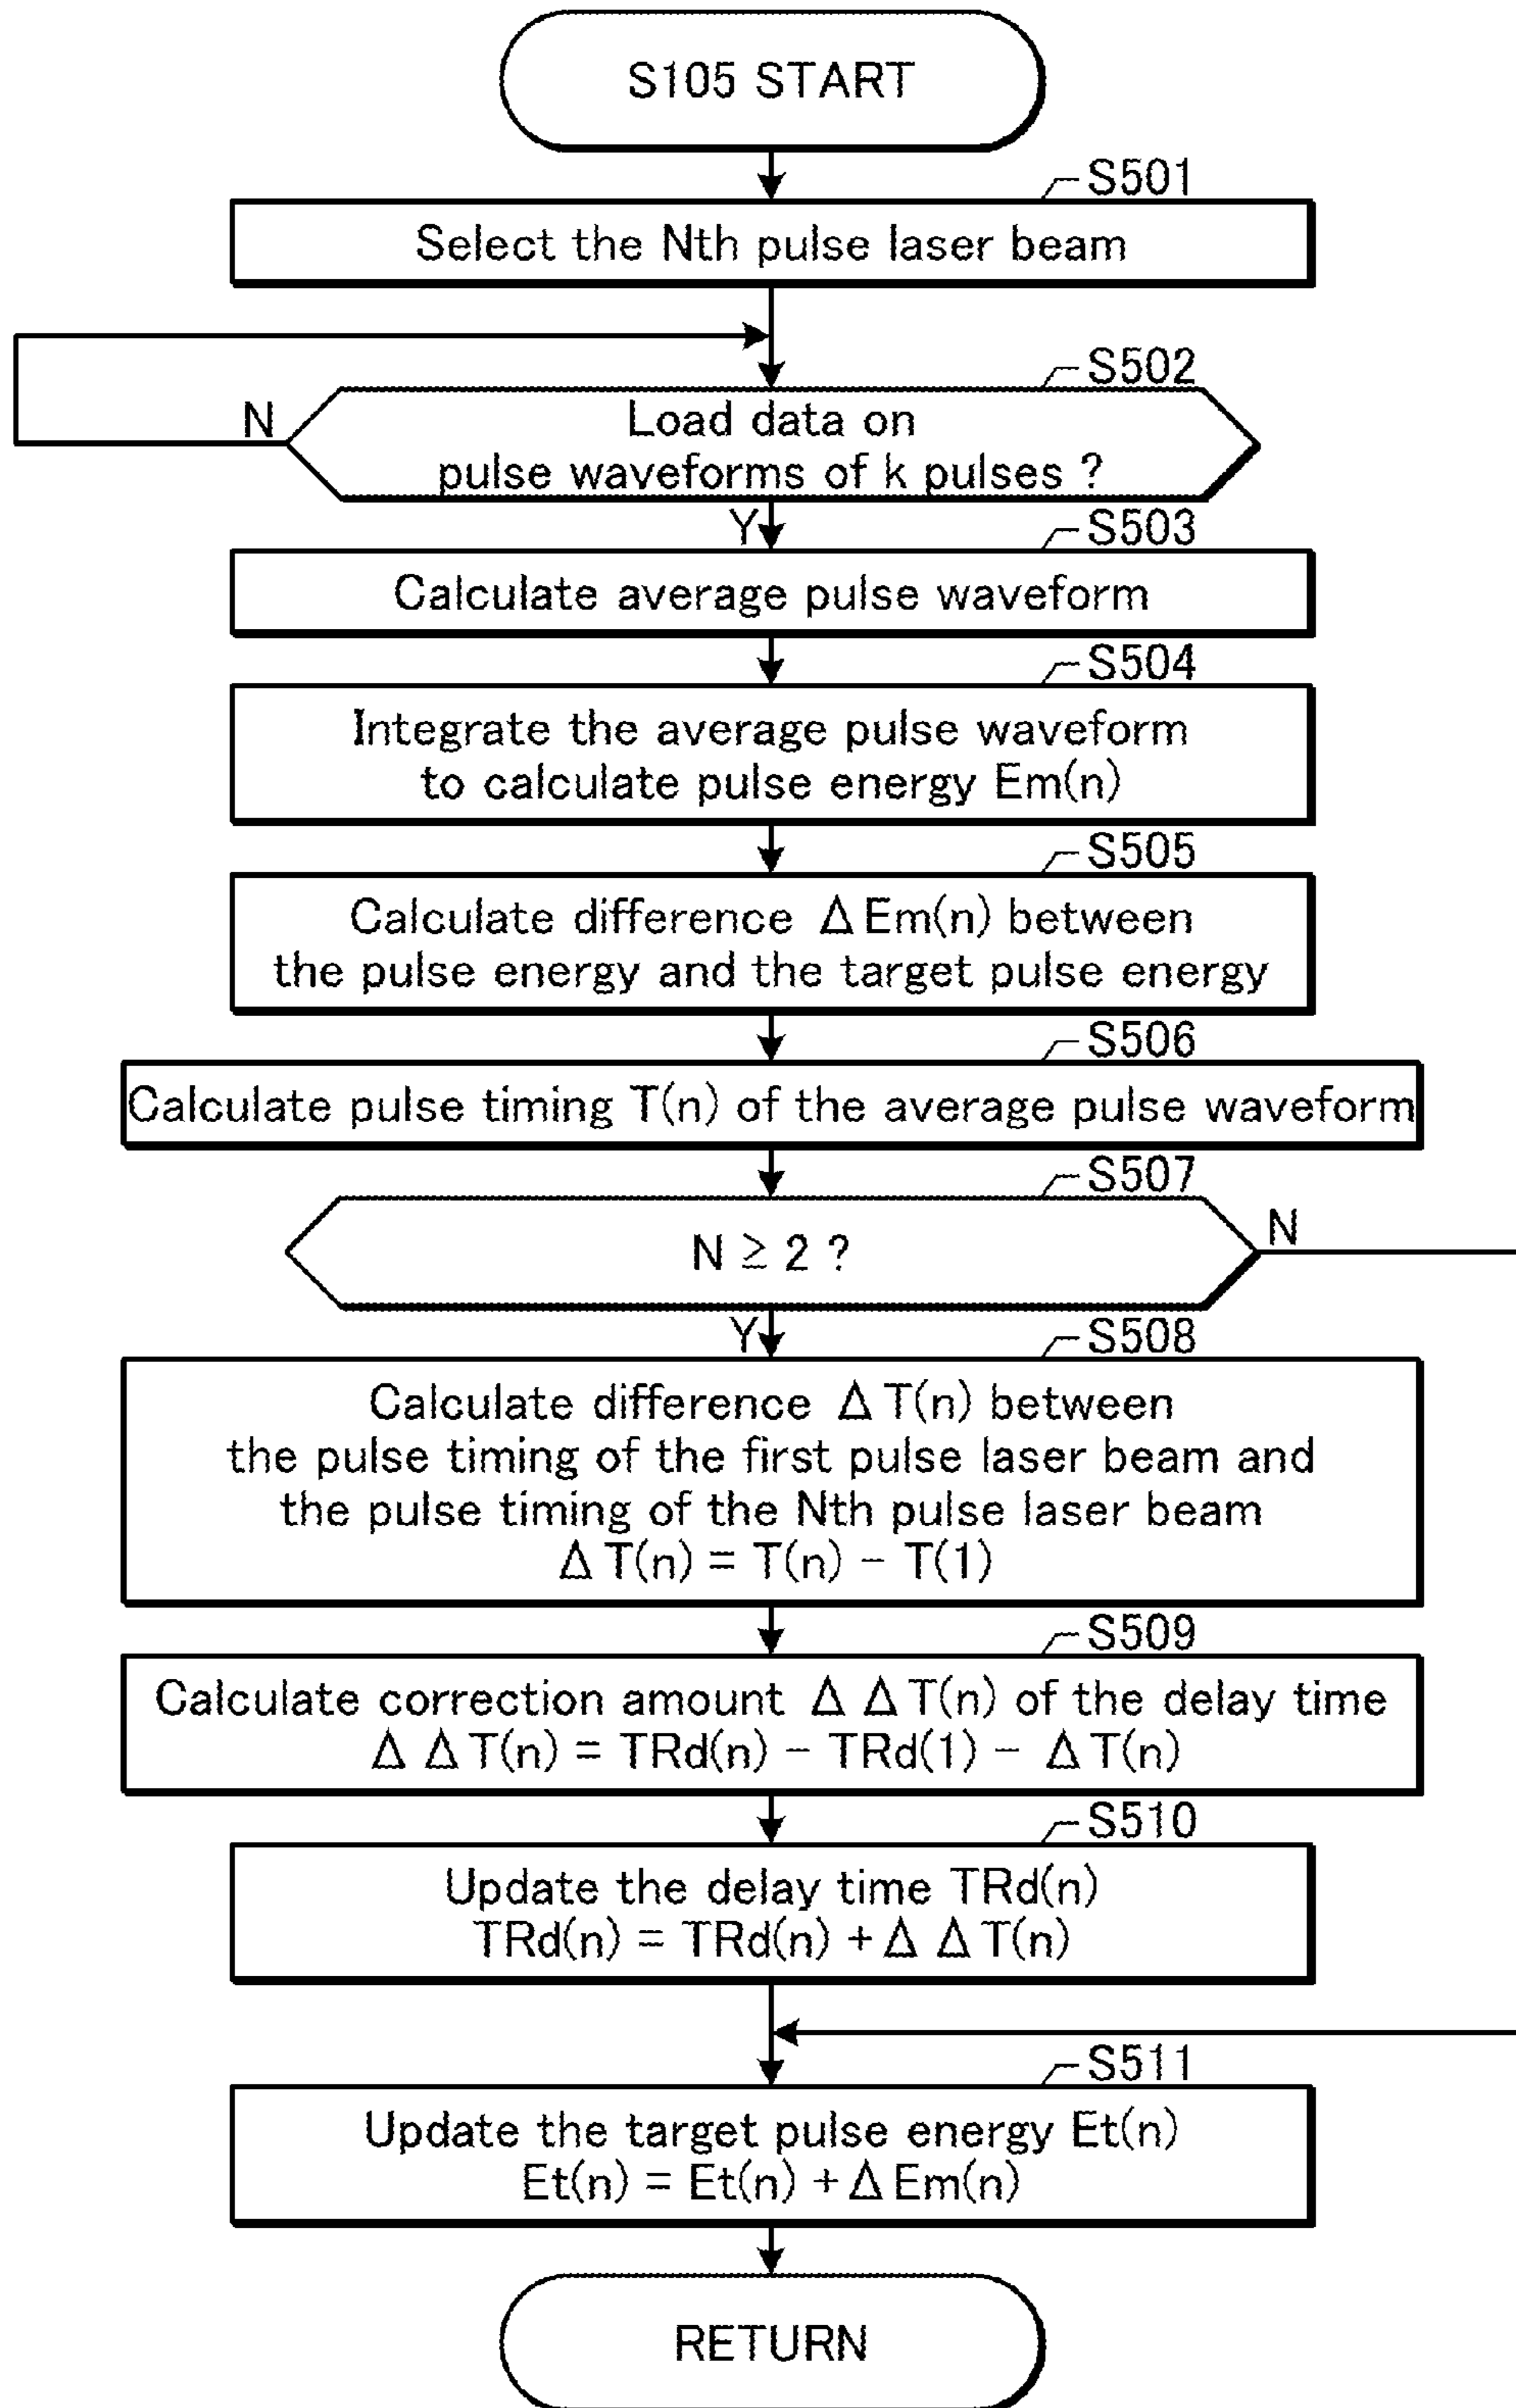 S105 START
S501
Select the Nth pulse laser beam
S502
N
Load data on
pulse waveforms of k pulses ?
Y
S503
Calculate average pulse waveform
S504
Integrate the average pulse waveform
to calculate pulse energy Em(n)
S505
Calculate difference ΔEm(n) between
the pulse energy and the target pulse energy
S506
Calculate pulse timing T(n) of the average pulse waveform
S507
N ≧ 2 ?
N
Y
S508
Calculate difference ΔT(n) between
the pulse timing of the first pulse laser beam and
the pulse timing of the Nth pulse laser beam
ΔT(n) = T(n) − T(1)
S509
Calculate correction amount ΔΔT(n) of the delay time
ΔΔT(n) = TRd(n) − TRd(1) − ΔT(n)
S510
Update the delay time TRd(n)
TRd(n) = TRd(n) + ΔΔT(n)
S511
Update the target pulse energy Et(n)
Et(n) = Et(n) + ΔEm(n)
RETURN